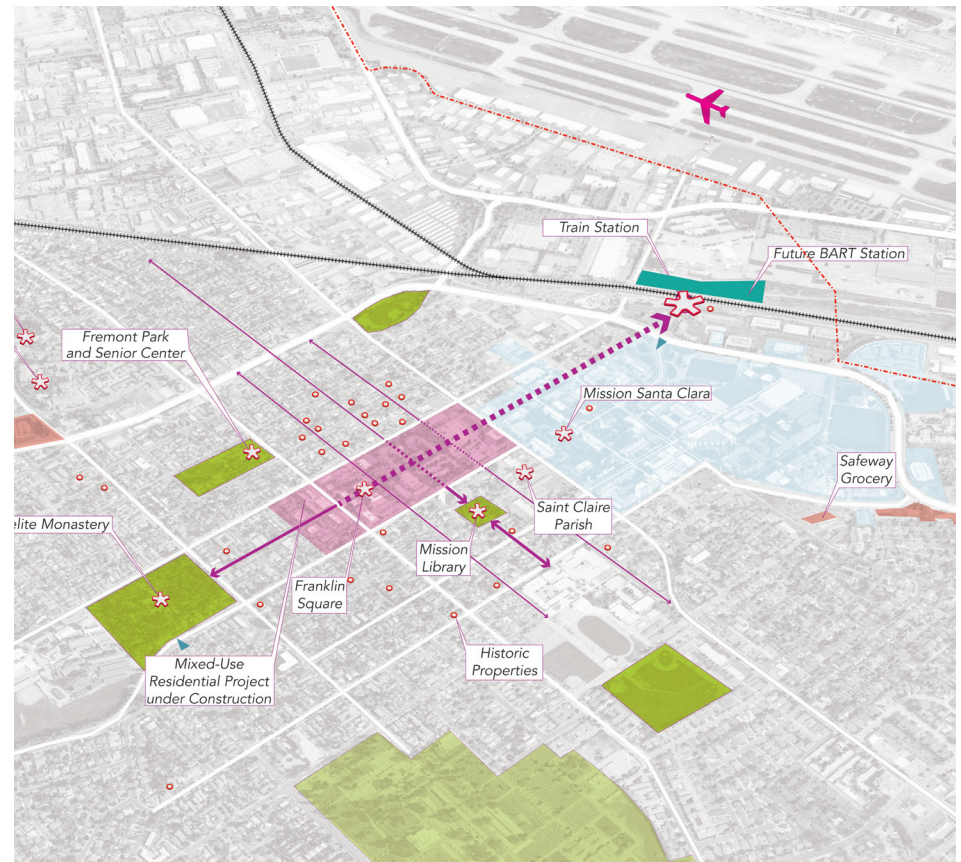 Train Station
Future BART Station
Fremont Park
and Senior Center
Mission Santa Clara
Safeway
Grocery
Saint Claire
Parish
elite Monastery
Mission
Library
Franklin
Square
Mixed-Use
Residential Project
under Construction
Historic
Properties